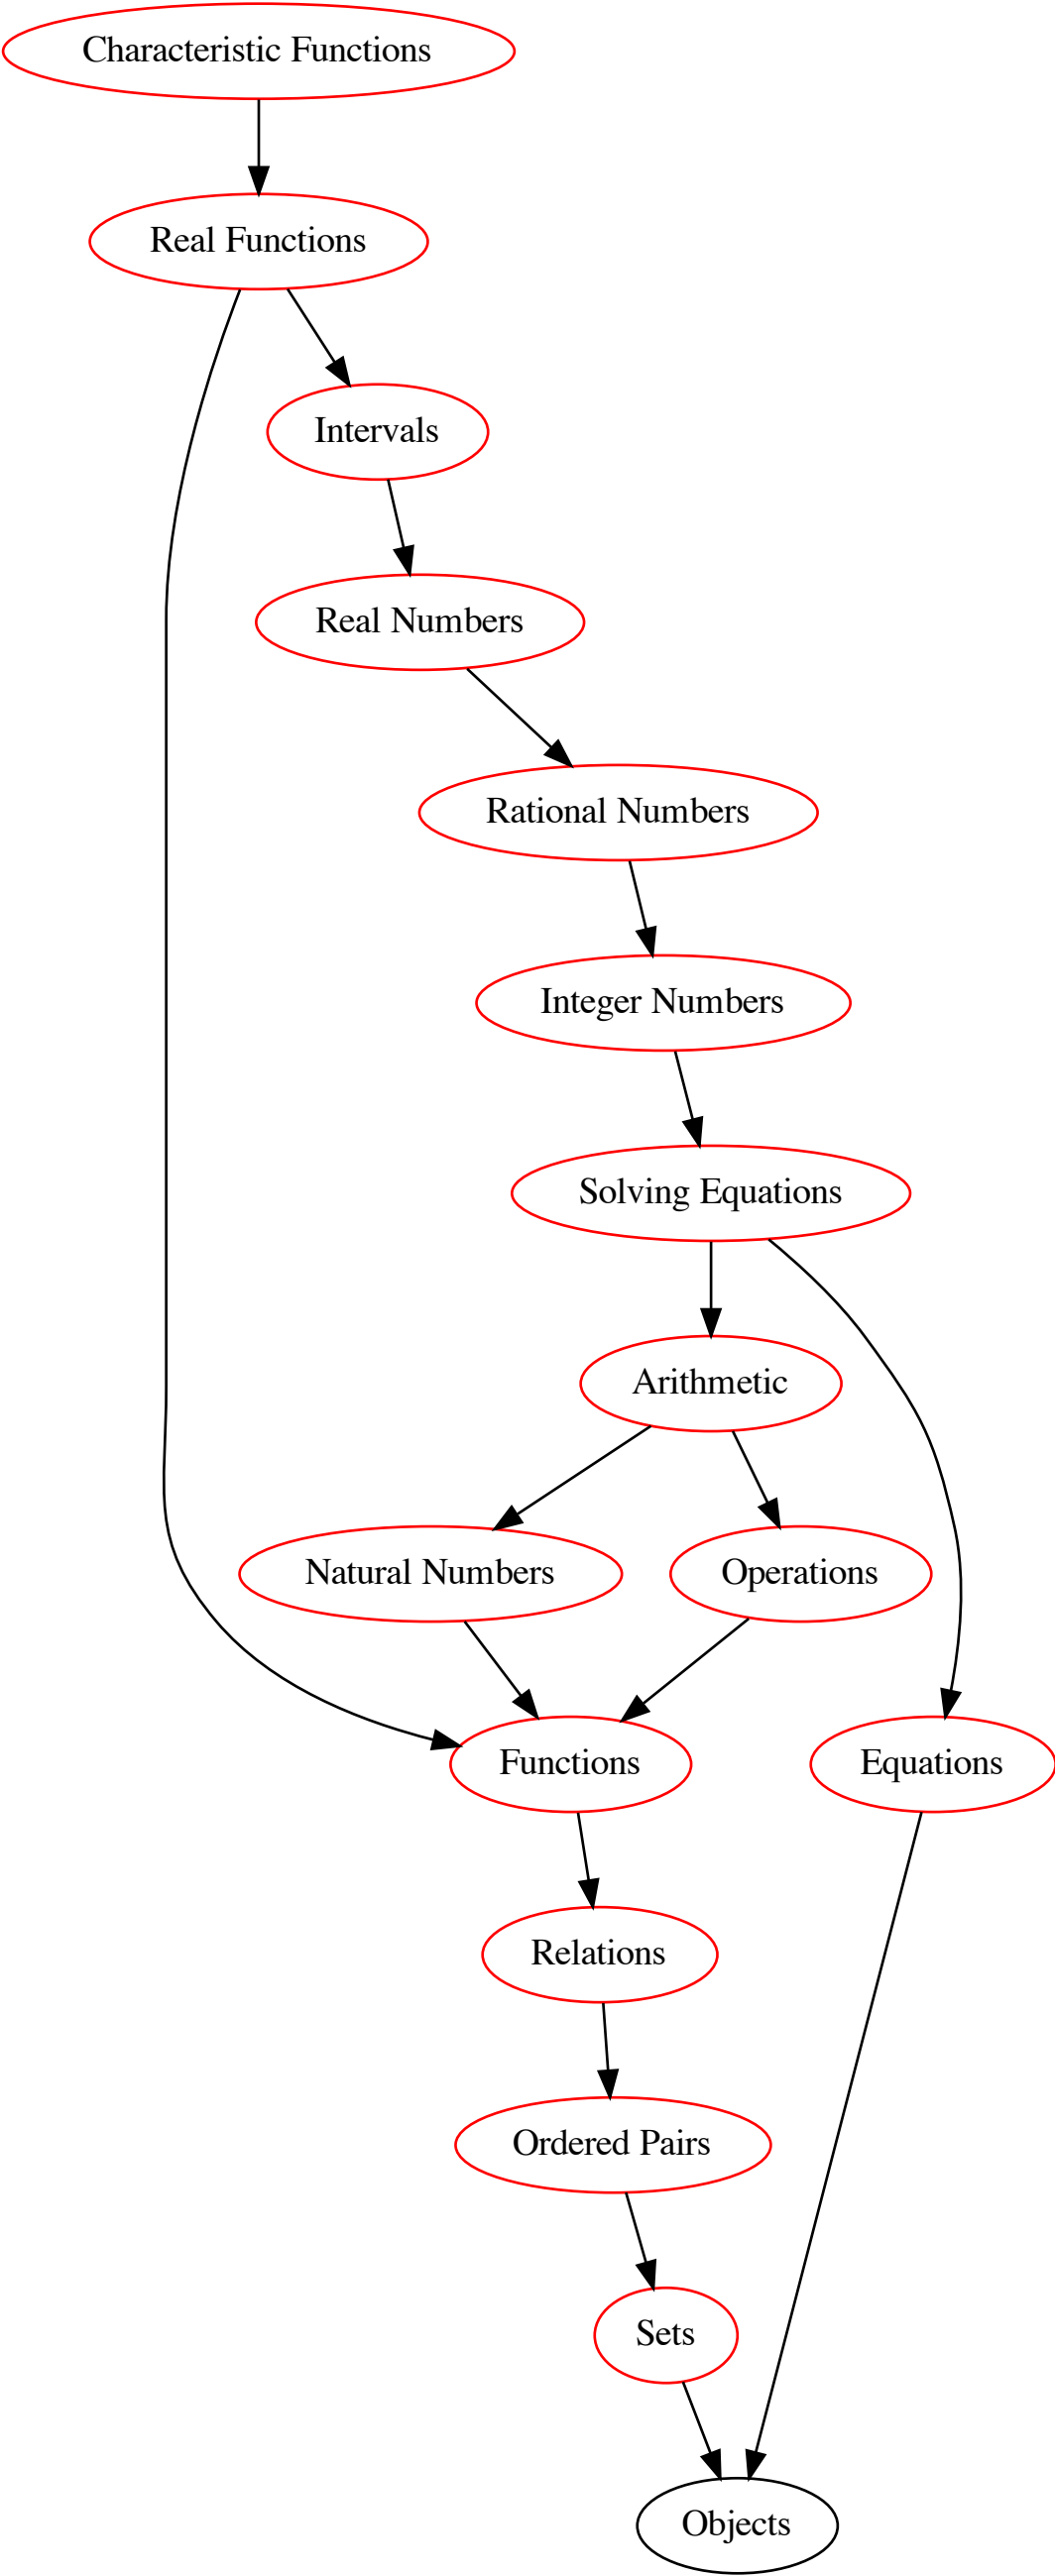 Characteristic Functions
Real Functions
Intervals
Real Numbers
Rational Numbers
Integer Numbers
Solving Equations
Arithmetic
Natural Numbers
Operations
Functions
Equations
Relations
Ordered Pairs
Sets
Objects